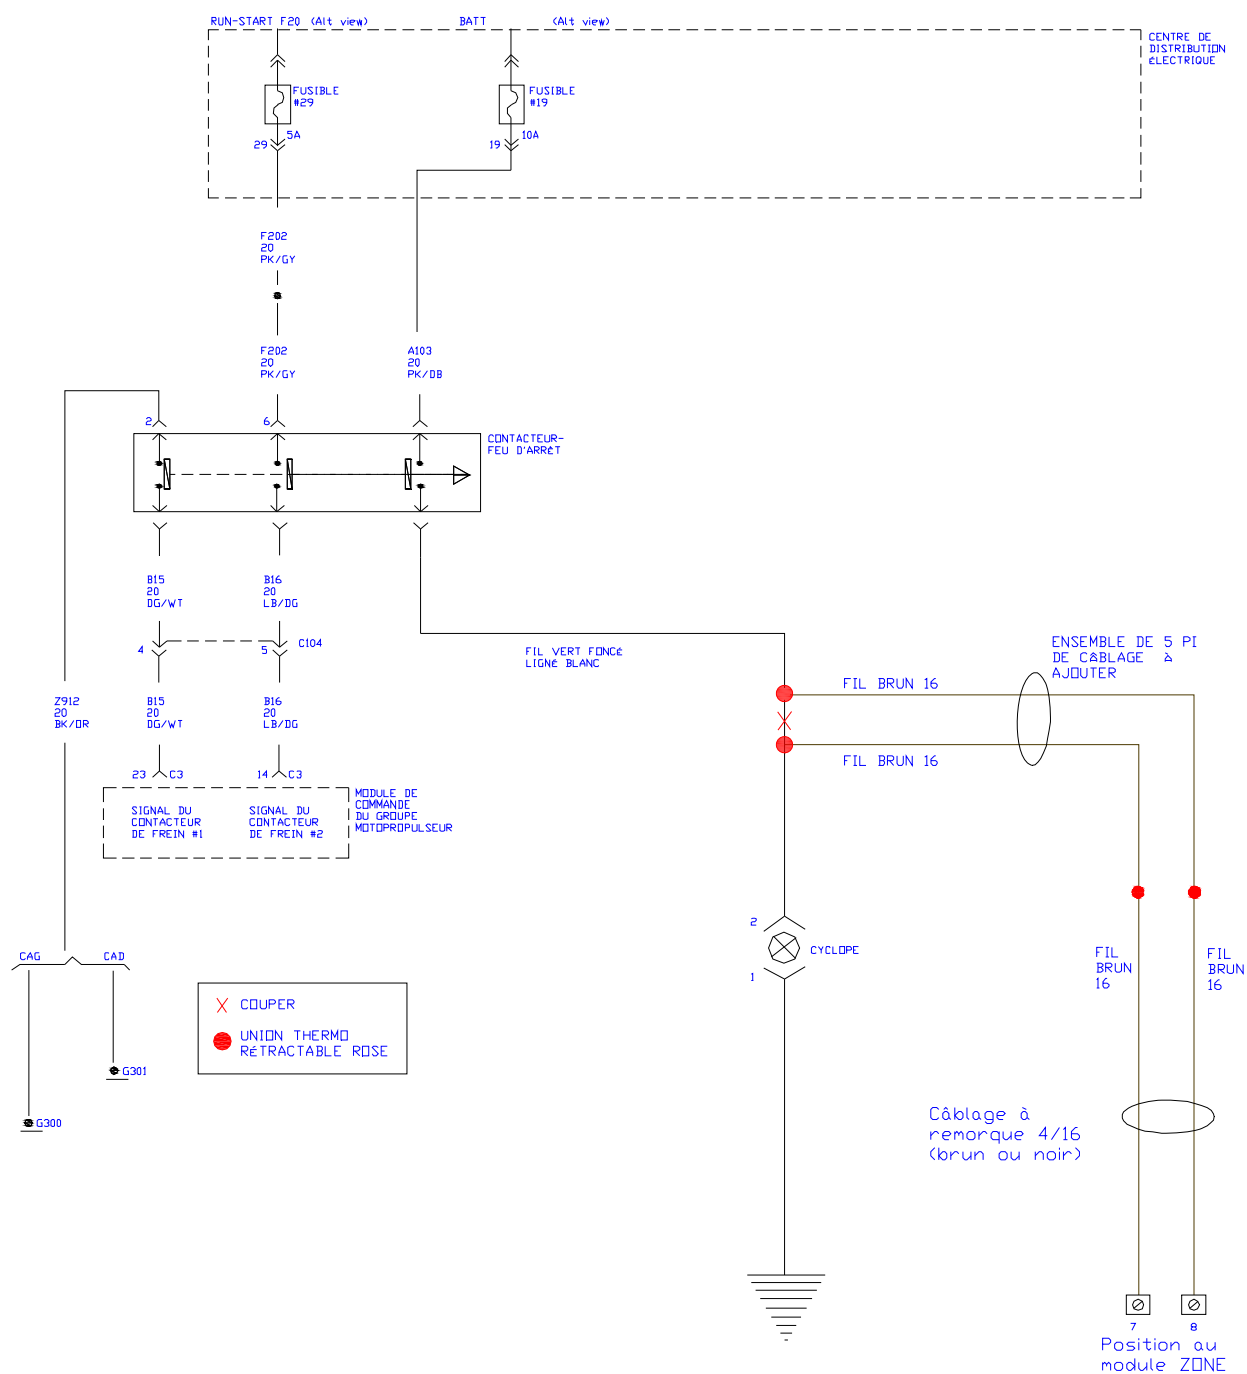 RUN-START F20 (Alt view)
BATT
(Alt view)
CENTRE DE
DISTRIBUTION
ÉLECTRIQUE
FUSIBLE
#29
FUSIBLE
#19
5A
29
10A
19
F202
20
PK/GY
F202
20
PK/GY
A103
20
PK/DB
2
6
CONTACTEUR-
FEU D'ARRÊT
B15
20
DG/WT
B16
20
LB/DG
4
5
C104
FIL VERT FONCÉ
LIGNÉ BLANC
ENSEMBLE DE 5 PI
DE CÂBLAGE À
AJOUTER
FIL BRUN 16
FIL BRUN 16
Z912
20
BK/OR
B15
20
DG/WT
B16
20
LB/DG
23
C3
14
C3
SIGNAL DU
CONTACTEUR
DE FREIN #1
SIGNAL DU
CONTACTEUR
DE FREIN #2
MODULE DE
COMMANDE
DU GROUPE
MOTOPROPULSEUR
2
CYCLOPE
1
CAG
CAD
FIL
BRUN
16
FIL
BRUN
16
COUPER
UNION THERMO
RÉTRACTABLE ROSE
G301
G300
Câblage à
remorque 4/16
(brun ou noir)
7
8
Position au
module ZONE